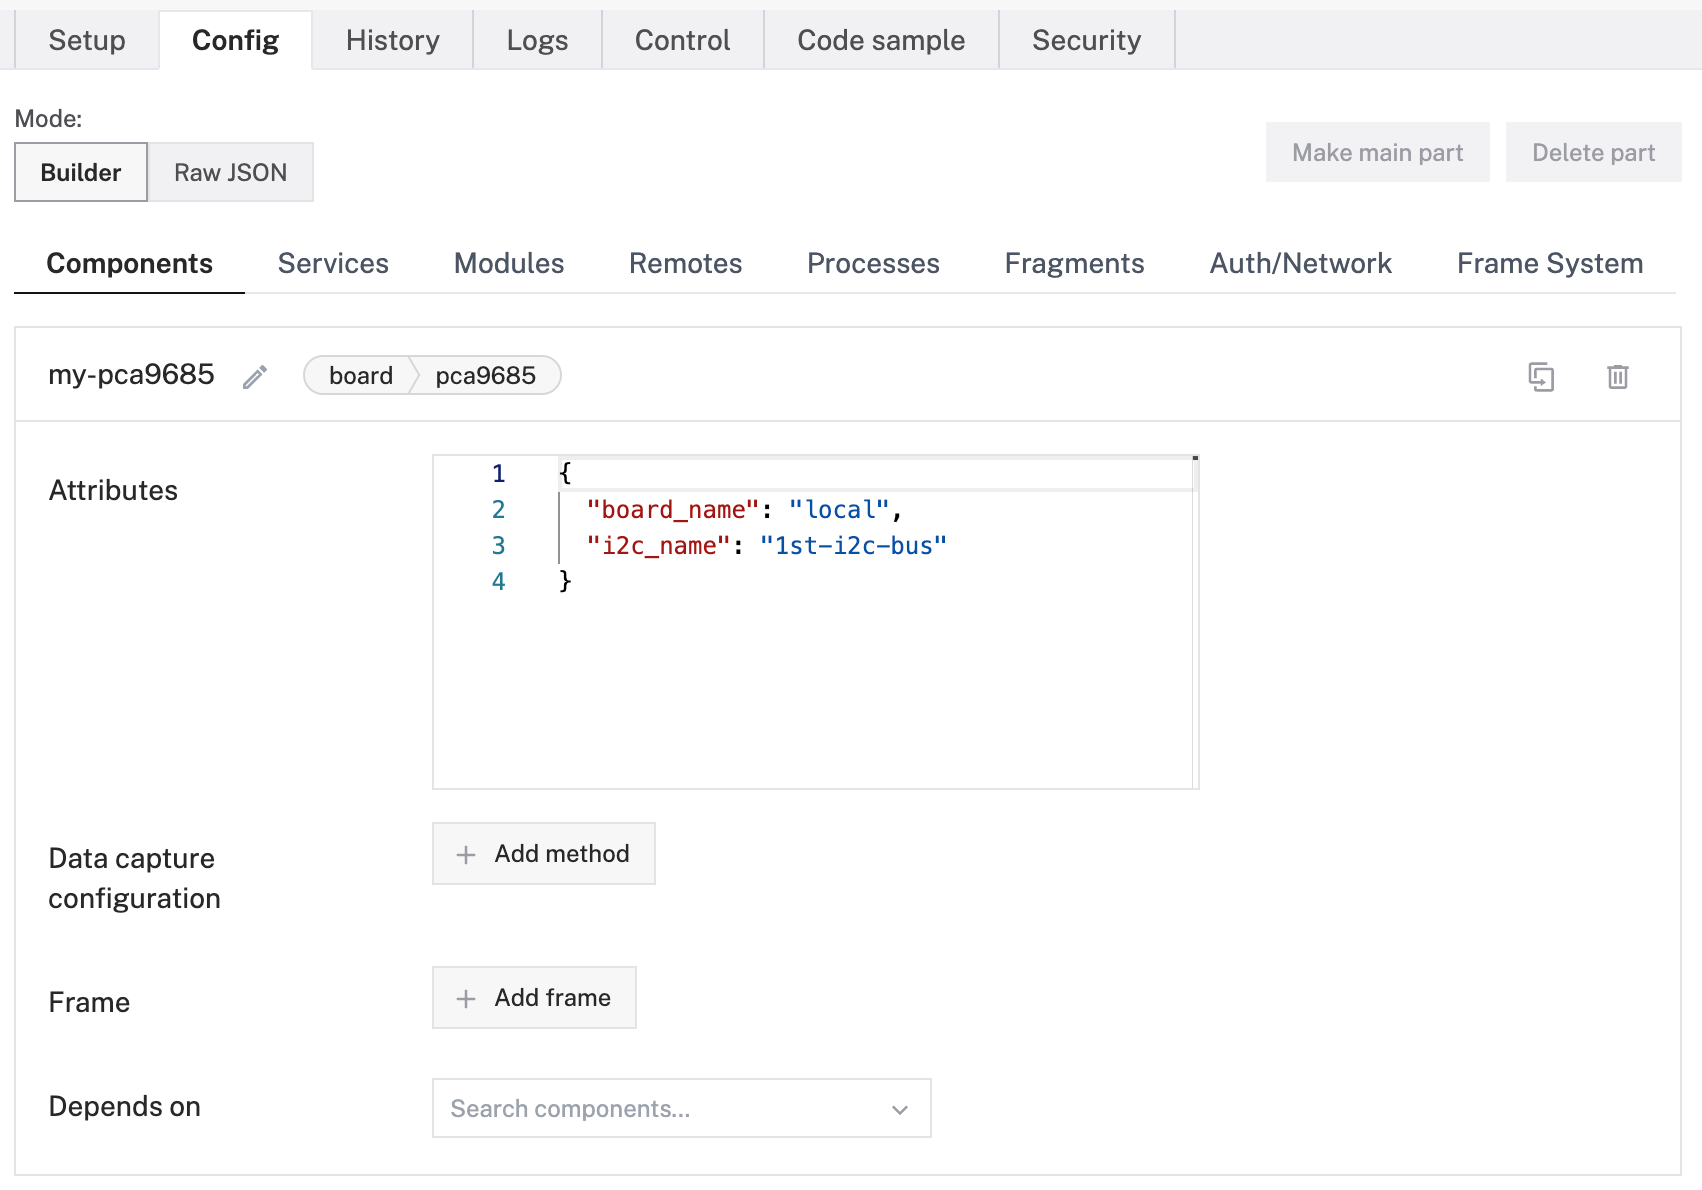 Setup Config History Logs Control Code sample Security
Mode:
Builder Raw JSON
Make main part Delete part
Components Services Modules Remotes Processes Fragments Auth/Network Frame System
my-pca9685 board pca9685
Attributes
1 {
2 "board_name": "local",
3 "i2c_name": "1st-i2c-bus"
4 }
Data capture
configuration
Add method
Frame
Add frame
Depends on
Search components...